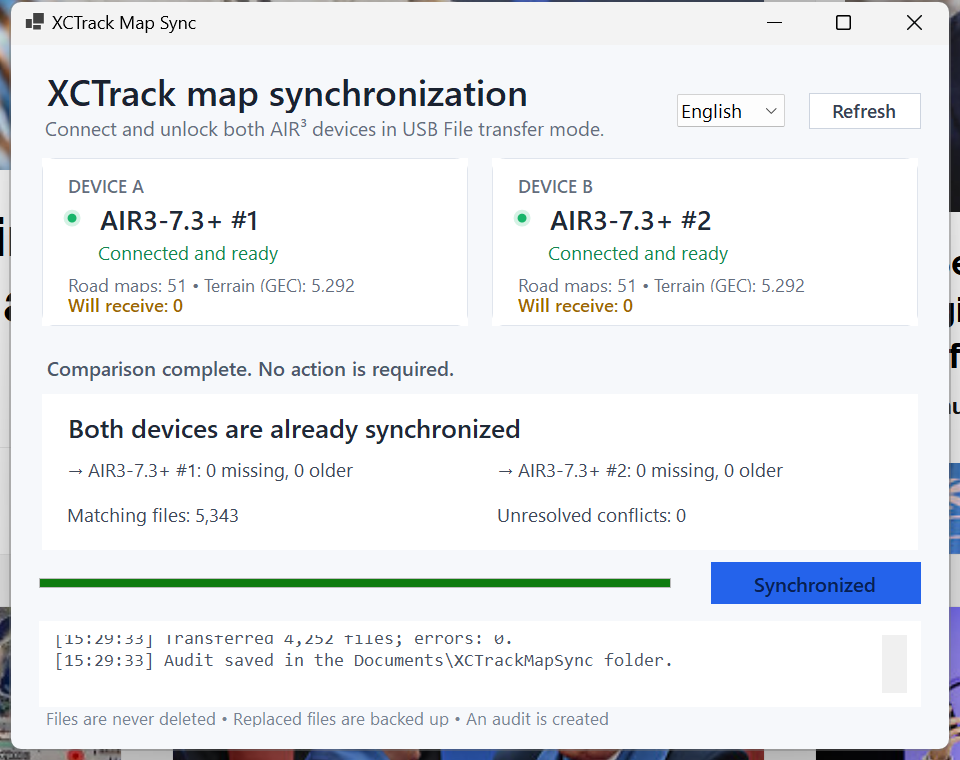 XCTrack Map Sync
XCTrack map synchronization
Connect and unlock both AIR³ devices in USB File transfer mode.
English
Refresh
DEVICE A
AIR3-7.3+ #1
Connected and ready
Road maps: 51 • Terrain (GEC): 5.292
Will receive: 0
DEVICE B
AIR3-7.3+ #2
Connected and ready
Road maps: 51 • Terrain (GEC): 5.292
Will receive: 0
Comparison complete. No action is required.
Both devices are already synchronized
→ AIR3-7.3+ #1: 0 missing, 0 older
→ AIR3-7.3+ #2: 0 missing, 0 older
Matching files: 5,343
Unresolved conflicts: 0
Synchronized
[15:29:33] Transferred 4,252 files; errors: 0.
[15:29:33] Audit saved in the Documents\XCTrackMapSync folder.
Files are never deleted • Replaced files are backed up • An audit is created